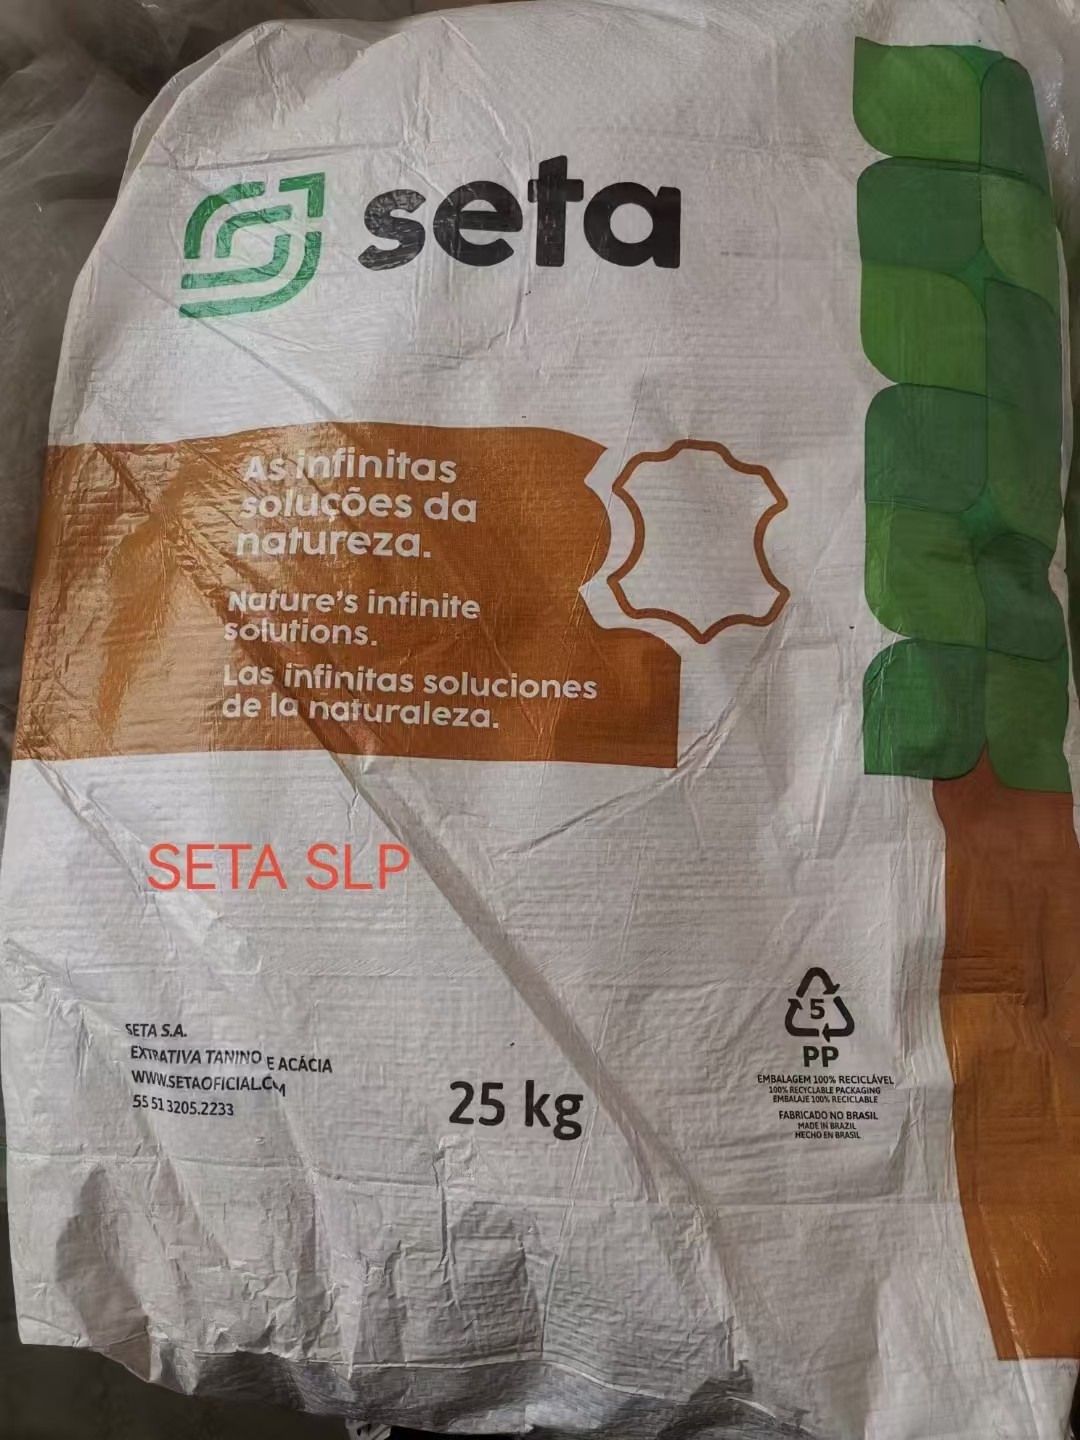 seta
As infinitas
soluções da
natureza.
Nature's infinite
solutions.
Las infinitas soluciones
de la naturaleza.
SETA SLP
SETA S.A.
EXTRATIVA TANINO E ACÁCIA
WWW.SETAOFICIAL.COM
55 51 3205.2233
25 kg
5
PP
EMBALAGEM 100% RECICLÁVEL
100% RECYCLABLE PACKAGING
EMBALAJE 100% RECICLABLE
FABRICADO NO BRASIL
MADE IN BRAZIL
HECHO EN BRASIL